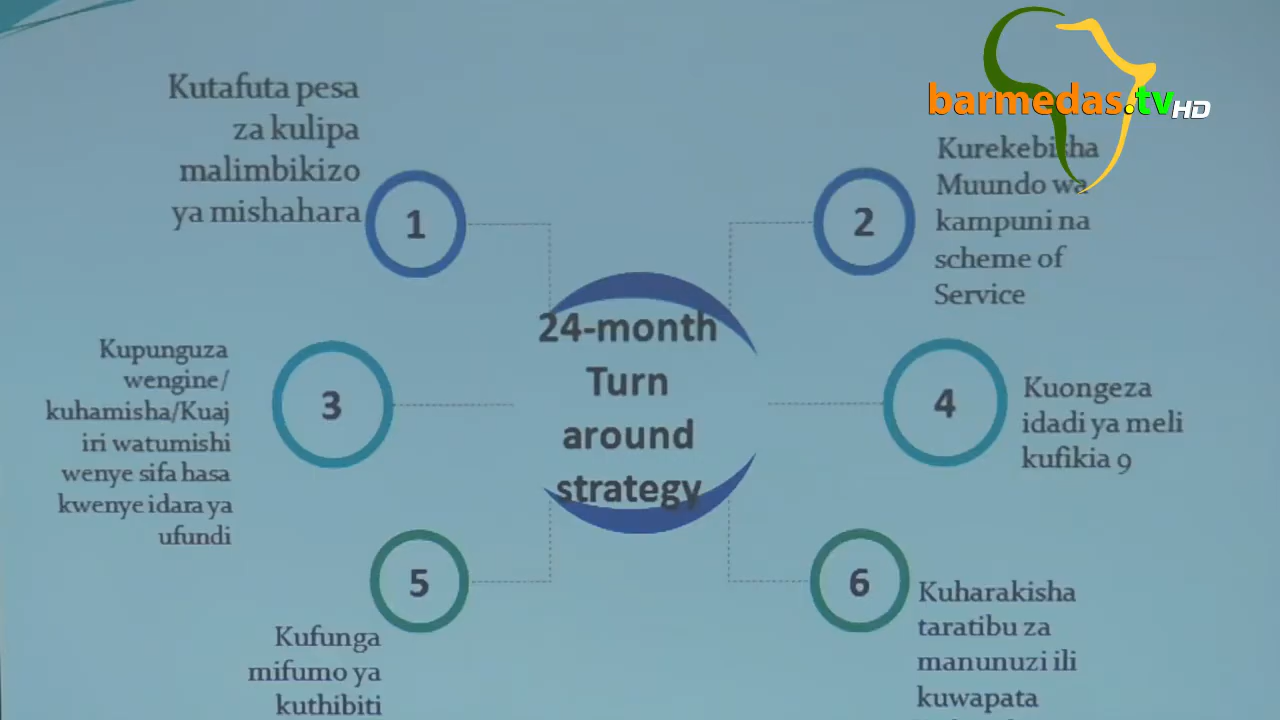 barmedas.tv HD
Kutafuta pesa
za kulipa
malimbikizo
ya mishahara
1
2
Kurekebisha
Muundo wa
kampuni na
scheme of
Service
24-month
Turn
around
strategy
Kupunguza
wengine/
kuhamisha/Kuaj
iri watumishi
wenye sifa hasa
kwenye idara ya
ufundi
3
4
Kuongeza
idadi ya meli
kufikia 9
5
Kufunga
mifumo ya
kuthibiti
6
Kuharakisha
taratibu za
manunuzi ili
kuwapata